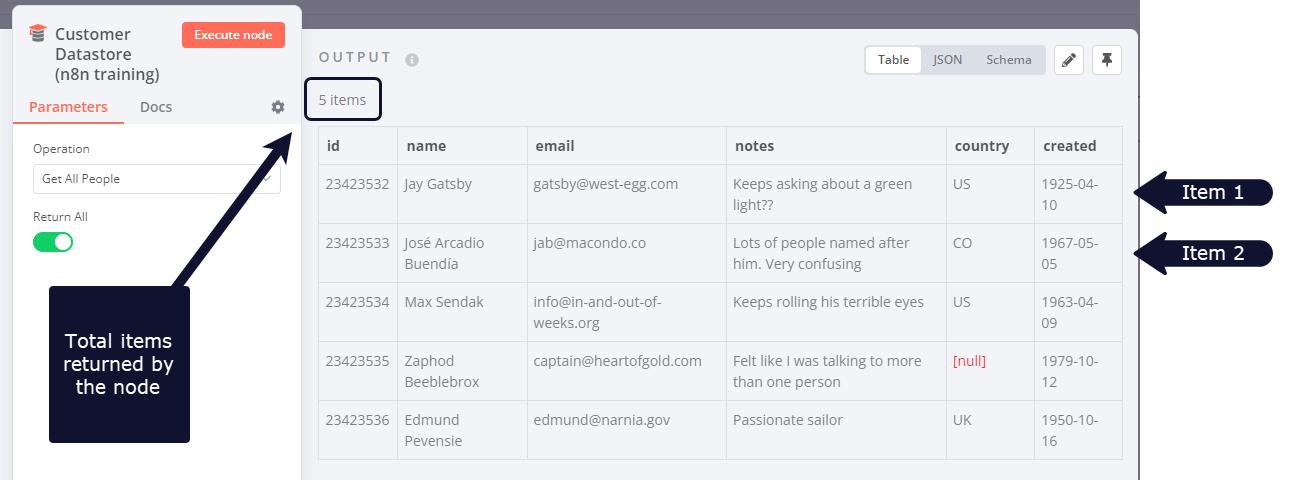 Customer
Datastore
(n8n training)
Execute node
Parameters
Docs
Operation
Get All People
Return All
Total items
returned by
the node
OUTPUT
Table JSON Schema
5 items
id name email notes country created
23423532 Jay Gatsby gatsby@west-egg.com Keeps asking about a green US 1925-04-
light?? 10
23423533 José Arcadio jab@macondo.co Lots of people named after CO 1967-05-
Buendía him. Very confusing 05
23423534 Max Sendak info@in-and-out-of- Keeps rolling his terrible eyes US 1963-04-
weeks.org 09
23423535 Zaphod captain@heartofgold.com Felt like I was talking to more [null] 1979-10-
Beeblebrox than one person 12
23423536 Edmund edmund@narnia.gov Passionate sailor UK 1950-10-
Pevensie 16
Item 1
Item 2